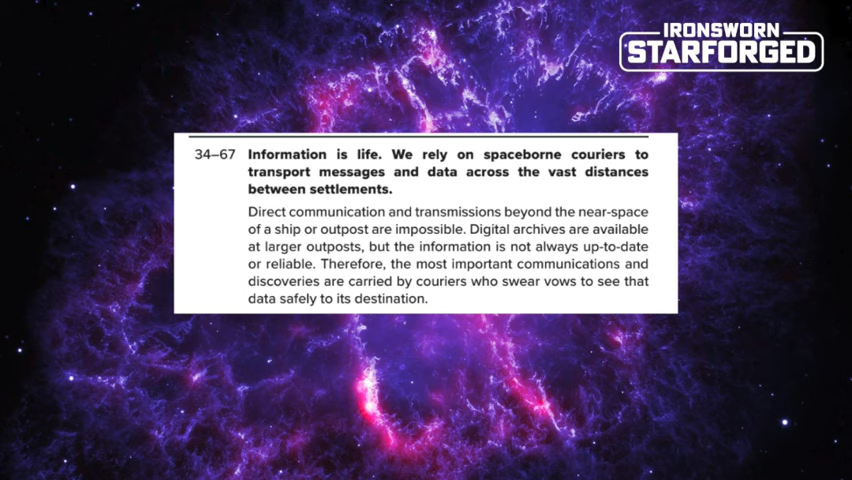 IRONSWORN
STARFORGED
34–67 Information is life. We rely on spaceborne couriers to
transport messages and data across the vast distances
between settlements.
Direct communication and transmissions beyond the near-space
of a ship or outpost are impossible. Digital archives are available
at larger outposts, but the information is not always up-to-date
or reliable. Therefore, the most important communications and
discoveries are carried by couriers who swear vows to see that
data safely to its destination.